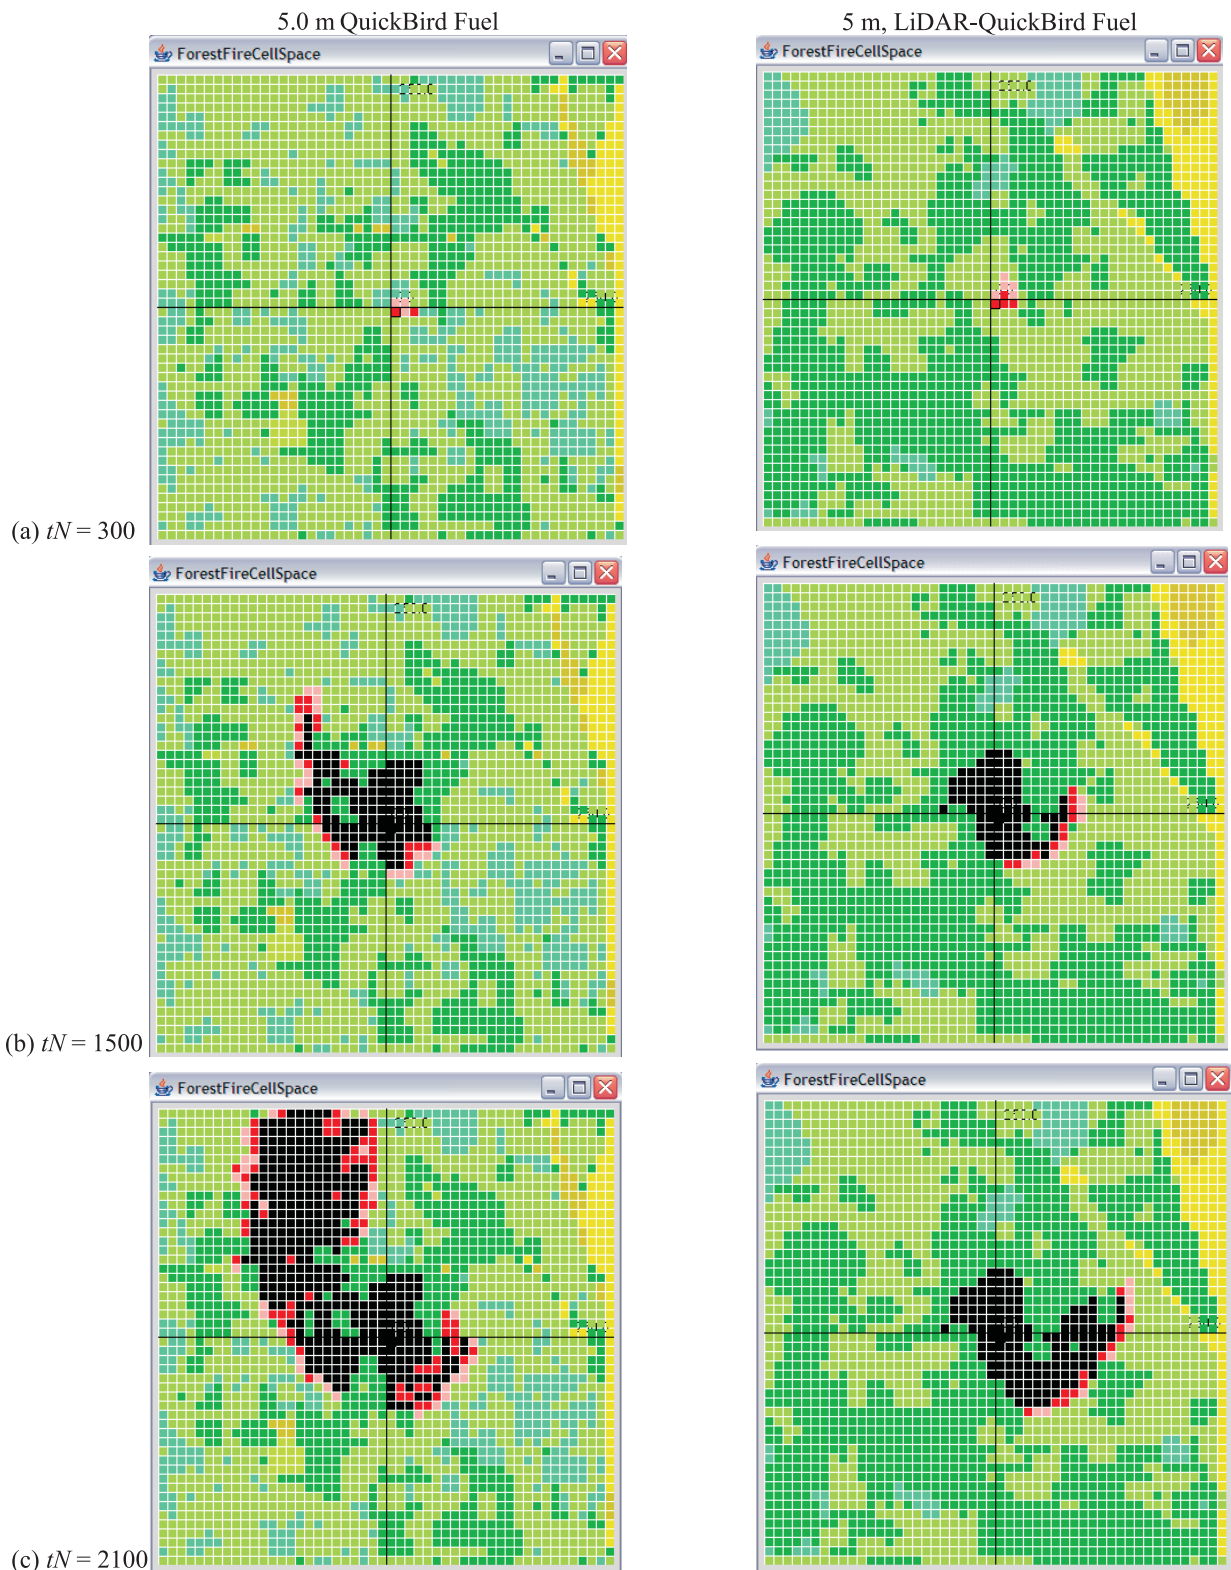 5.0 m QuickBird Fuel
5 m, LiDAR-QuickBird Fuel
ForestFireCellSpace
ForestFireCellSpace
(a) tN = 300
ForestFireCellSpace
ForestFireCellSpace
(b) tN = 1500
ForestFireCellSpace
ForestFireCellSpace
(c) tN = 2100